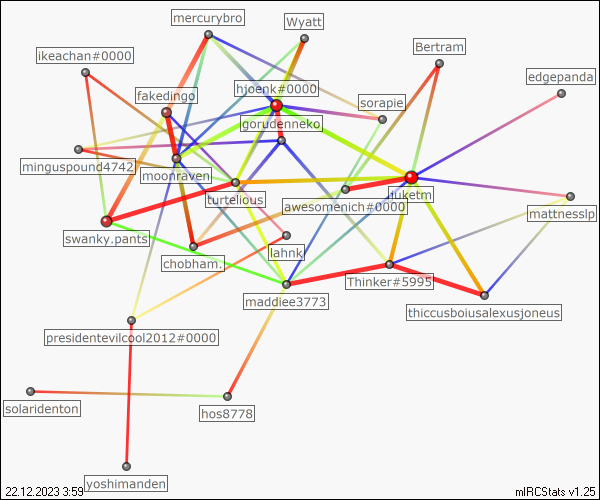 mercurybro
Wyatt
ikeachan#0000
Bertram
edgepanda
fakedingo
hjoenk#0000
sorapie
gorudenneko
minguspound4742
moonraven
turtelious
awesomenich#0000
tuketm
mattnesslp
swanky.pants
chobham.
lahnk
Thinker#5995
maddiee3773
thiccusboiusalexusjoneus
presidentevilcool2012#0000
solaridenton
hos8778
yoshimanden
22.12.2023 3:59
mIRCStats v1.25